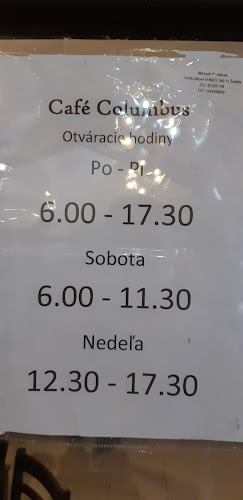 Café Columbus
Otváracie hodiny
Po - Pi
6.00 - 17.30
Sobota
6.00 - 11.30
Nedeľa
12.30 - 17.30